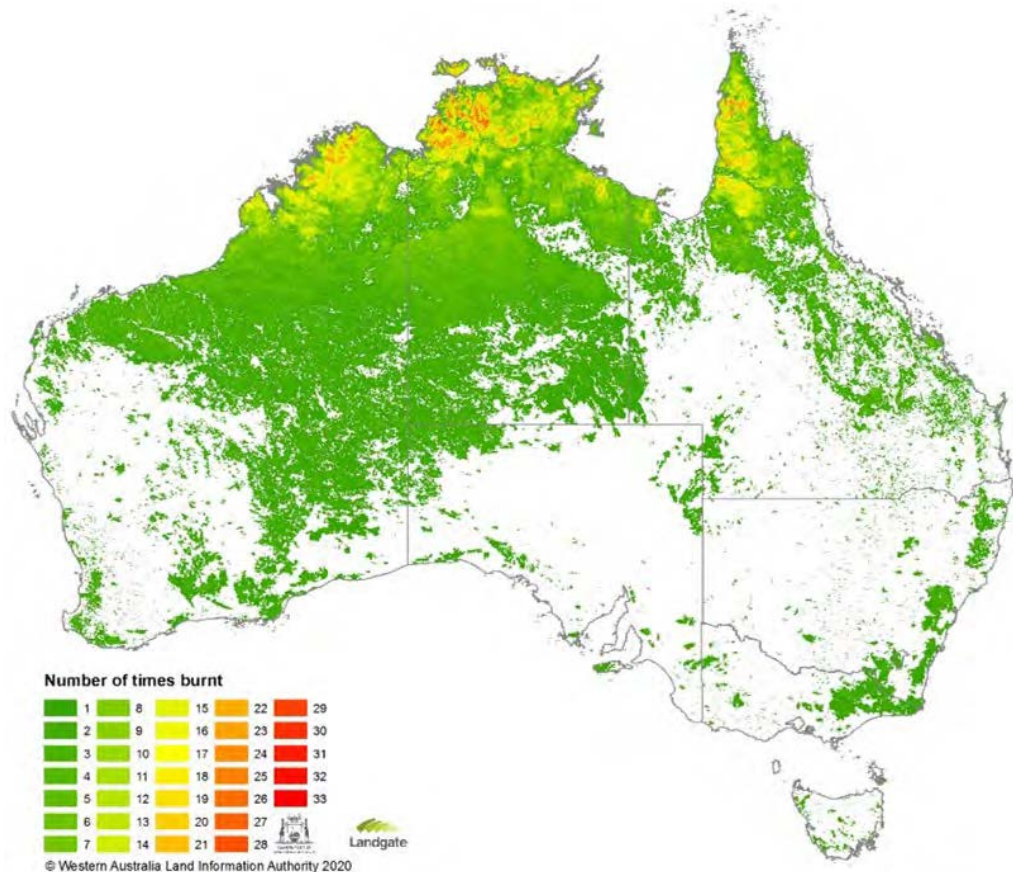 Number of times burnt
1 8 15 22 29
2 9 16 23 30
3 10 17 24 31
4 11 18 25 32
5 12 19 26 33
6 13 20 27
7 14 21 28
Landgate
© Western Australia Land Information Authority 2020